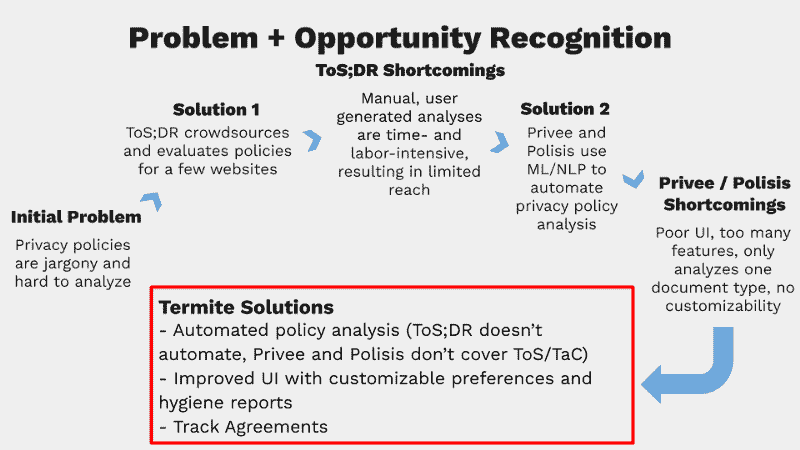 Problem + Opportunity Recognition
Initial Problem
Privacy policies
are jargony and
hard to analyze
Solution 1
ToS;DR crowdsources
and evaluates policies
for a few websites
ToS;DR Shortcomings
Manual, user
generated analyses
are time- and
labor-intensive,
resulting in limited
reach
Solution 2
Privee and
Polisis use
ML/NLP to
automate
privacy policy
analysis
Privee / Polisis
Shortcomings
Poor UI, too many
features, only
analyzes one
document type, no
customizability
Termite Solutions
- Automated policy analysis (ToS;DR doesn’t
automate, Privee and Polisis don’t cover ToS/TaC)
- Improved UI with customizable preferences and
hygiene reports
- Track Agreements